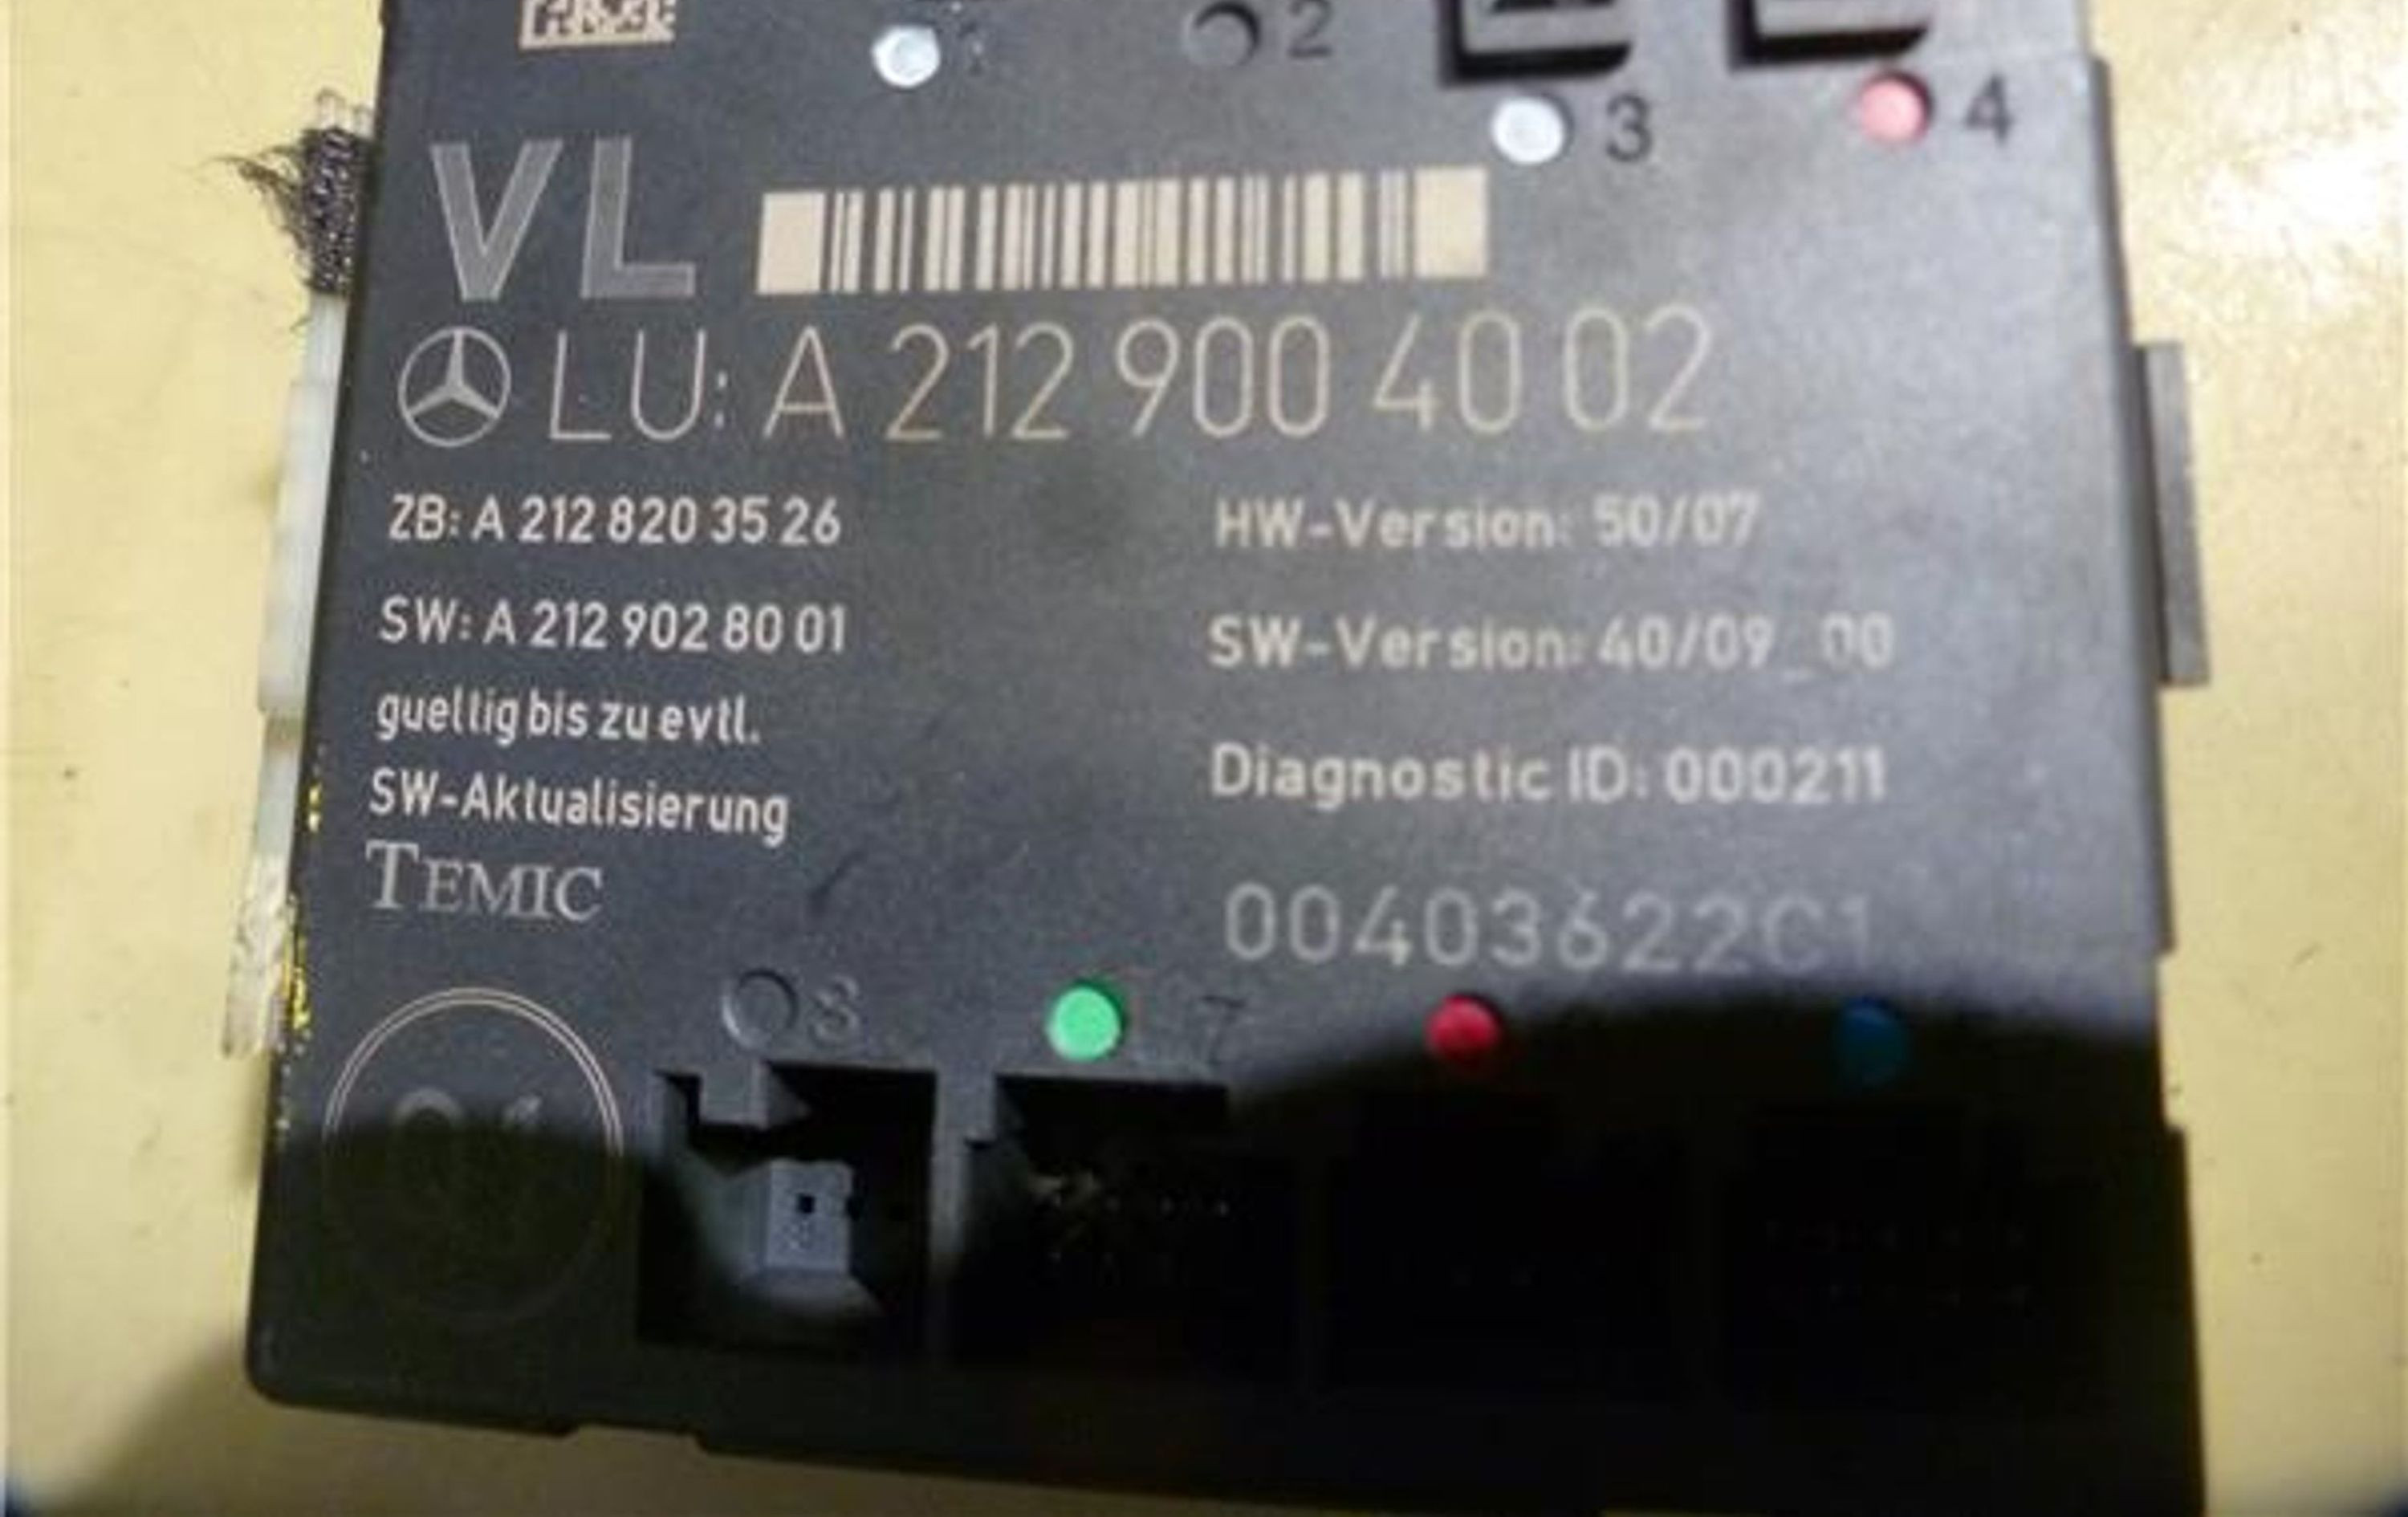 1
2
3
4
VL
LU: A 212 900 40 02
ZB: A 212 820 35 26
HW-Version: 50/07
SW: A 212 902 80 01
SW-Version: 40/09_00
gueltig bis zu evtl.
SW-Aktualisierung
Diagnostic ID: 000211
TEMIC
00403622C1
8
7